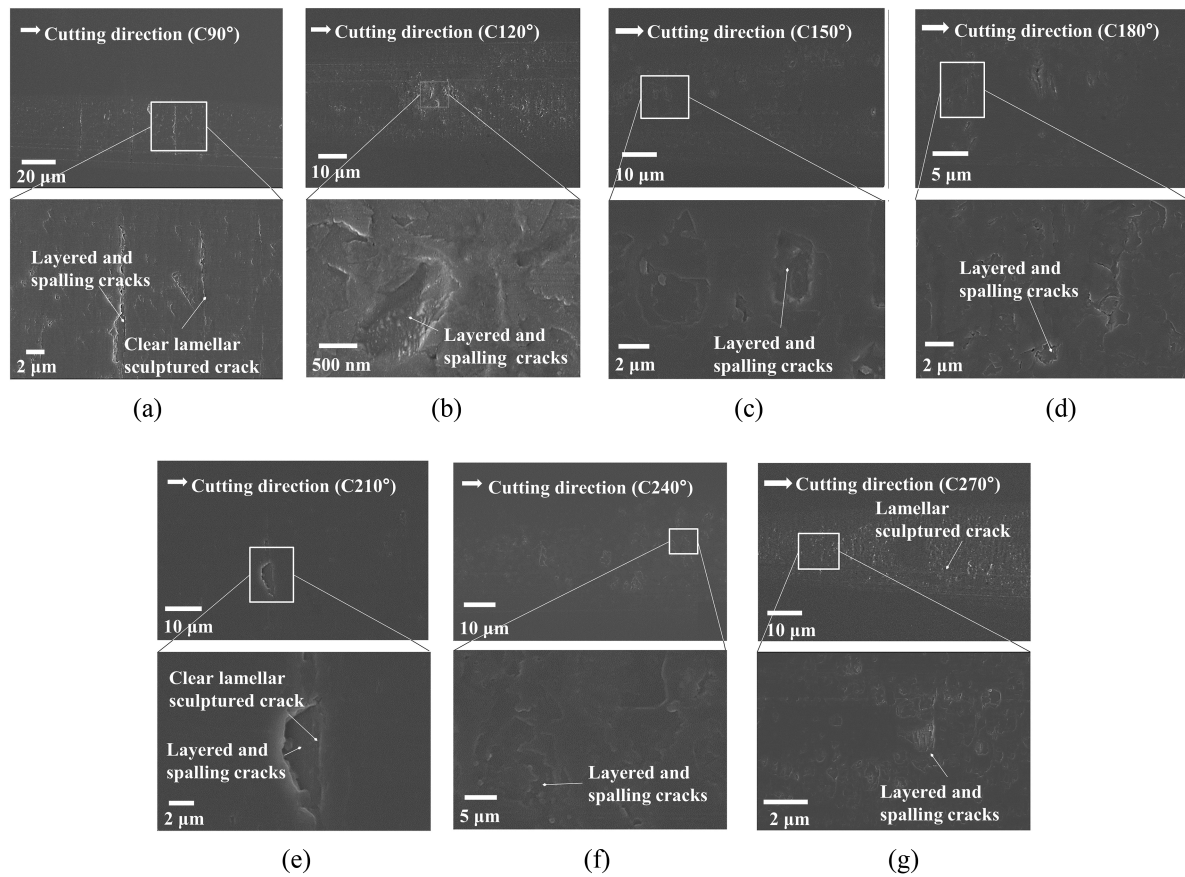 Cutting direction (C90°)
20 μm
Layered and
spalling cracks
Clear lamellar
sculptured crack
2 μm
(a)
Cutting direction (C120°)
10 μm
Layered and
spalling cracks
500 nm
(b)
Cutting direction (C150°)
10 μm
Layered and
spalling cracks
2 μm
(c)
Cutting direction (C180°)
5 μm
Layered and
spalling cracks
2 μm
(d)
Cutting direction (C210°)
10 μm
Clear lamellar
sculptured crack
Layered and
spalling cracks
2 μm
(e)
Cutting direction (C240°)
10 μm
Layered and
spalling cracks
5 μm
(f)
Cutting direction (C270°)
Lamellar
sculptured crack
10 μm
Layered and
spalling cracks
2 μm
(g)